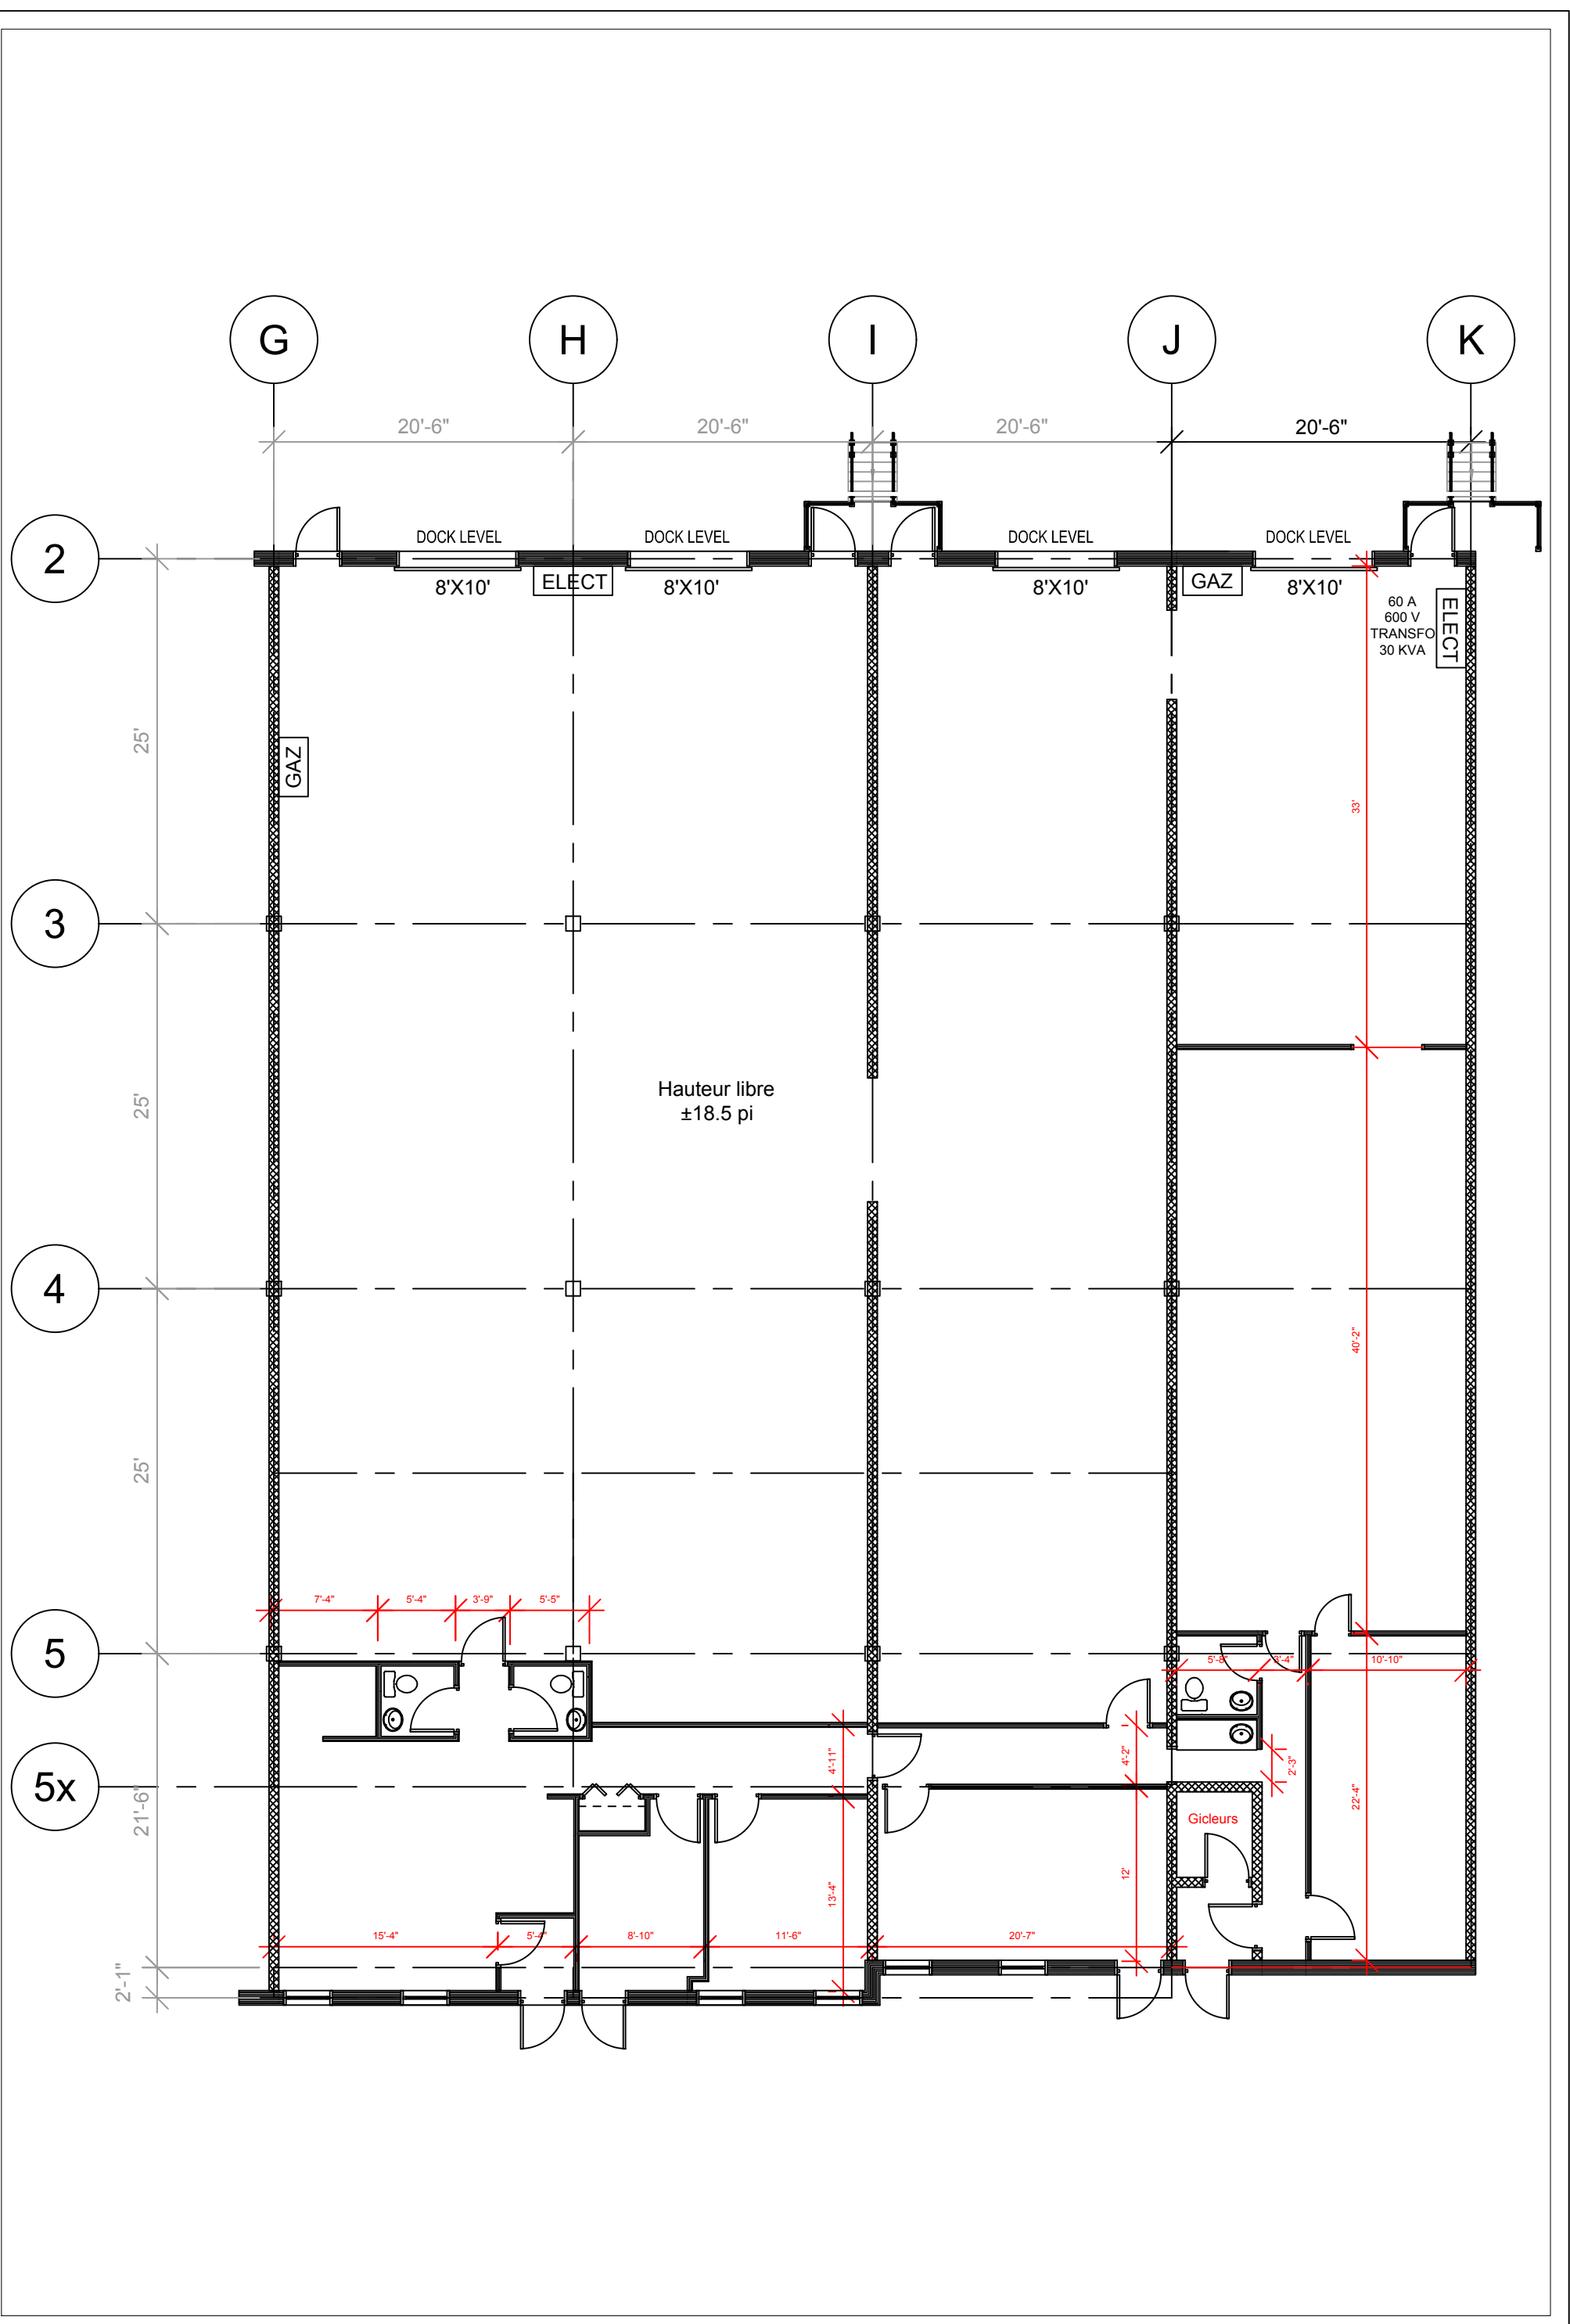 G H I J K
20'-6" 20'-6" 20'-6" 20'-6"
2
DOCK LEVEL DOCK LEVEL DOCK LEVEL DOCK LEVEL
8'X10' ELECT 8'X10' 8'X10' GAZ 8'X10'
60 A
600 V
TRANSFO
30 KVA
ELECT
25'
GAZ
33'
3
25'
Hauteur libre
±18.5 pi
4
40'-2"
25'
7'-4" 5'-4" 3'-9" 5'-5"
5
5'-8" 3'-4" 10'-10"
4'-11" 4'-2" 2'-3"
5x
21'-6"
Gicleurs
22'-4"
13'-4" 12'
15'-4" 5'-4" 8'-10" 11'-6" 20'-7"
2'-1"